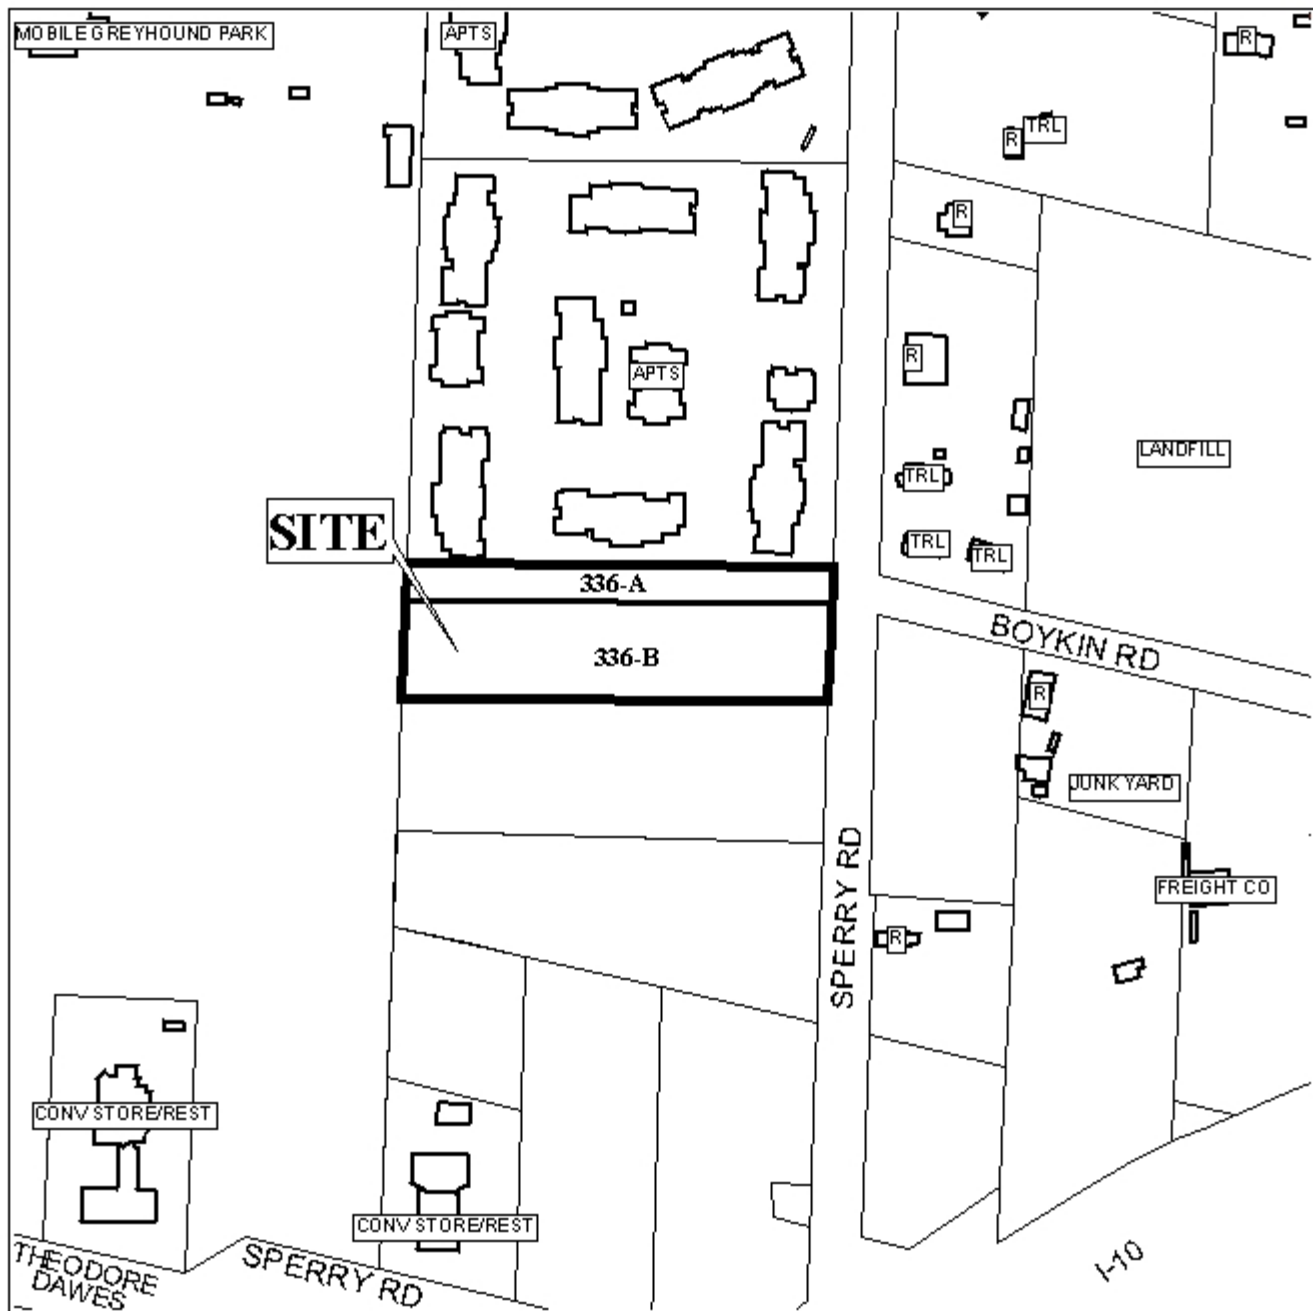 MOBILE GREYHOUND PARK
APTS
R
R
TRL
R
R
APTS
LANDFILL
TRL
SITE
TRL
TRL
336-A
BOYKIN RD
336-B
R
JUNK YARD
SPERRY RD
FREIGHT CO
R
CONV STORE/REST
CONV STORE/REST
THEODORE
DAWES
SPERRY RD
I-10